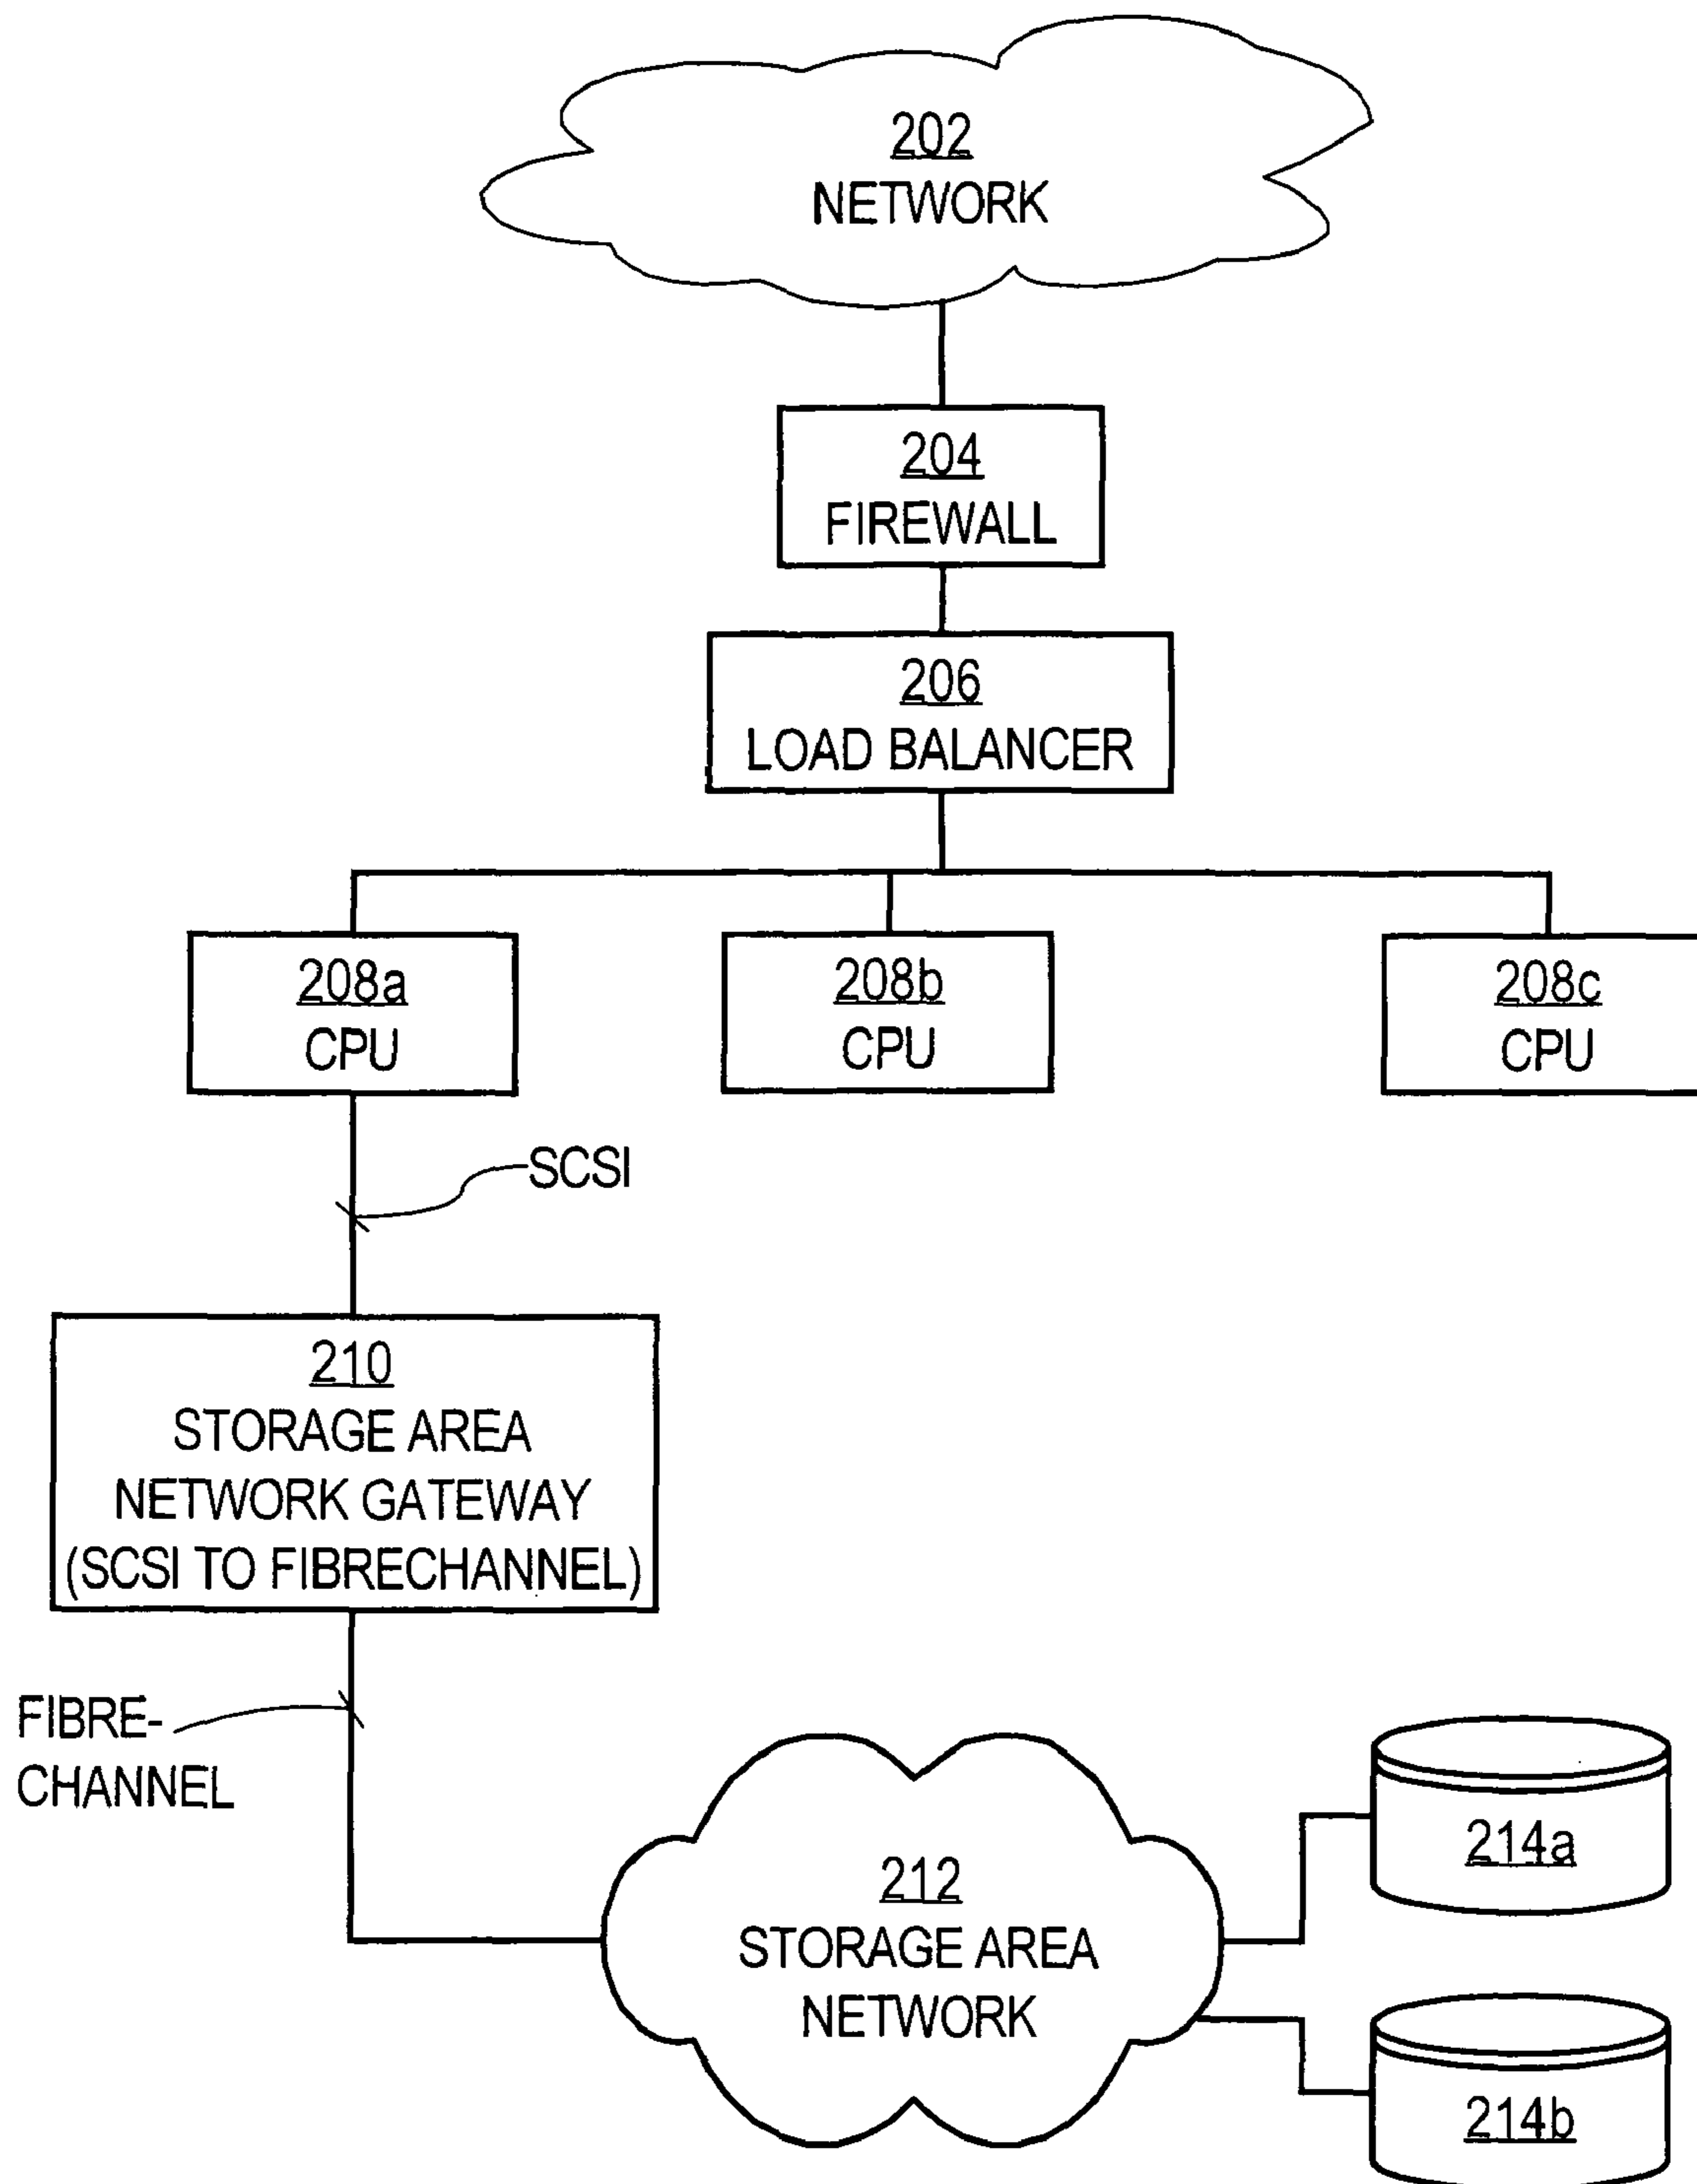 202
NETWORK
204
FIREWALL
206
LOAD BALANCER
208a
CPU
208b
CPU
208c
CPU
SCSI
210
STORAGE AREA
NETWORK GATEWAY
(SCSI TO FIBRECHANNEL)
FIBRE-
CHANNEL
212
STORAGE AREA
NETWORK
214a
214b